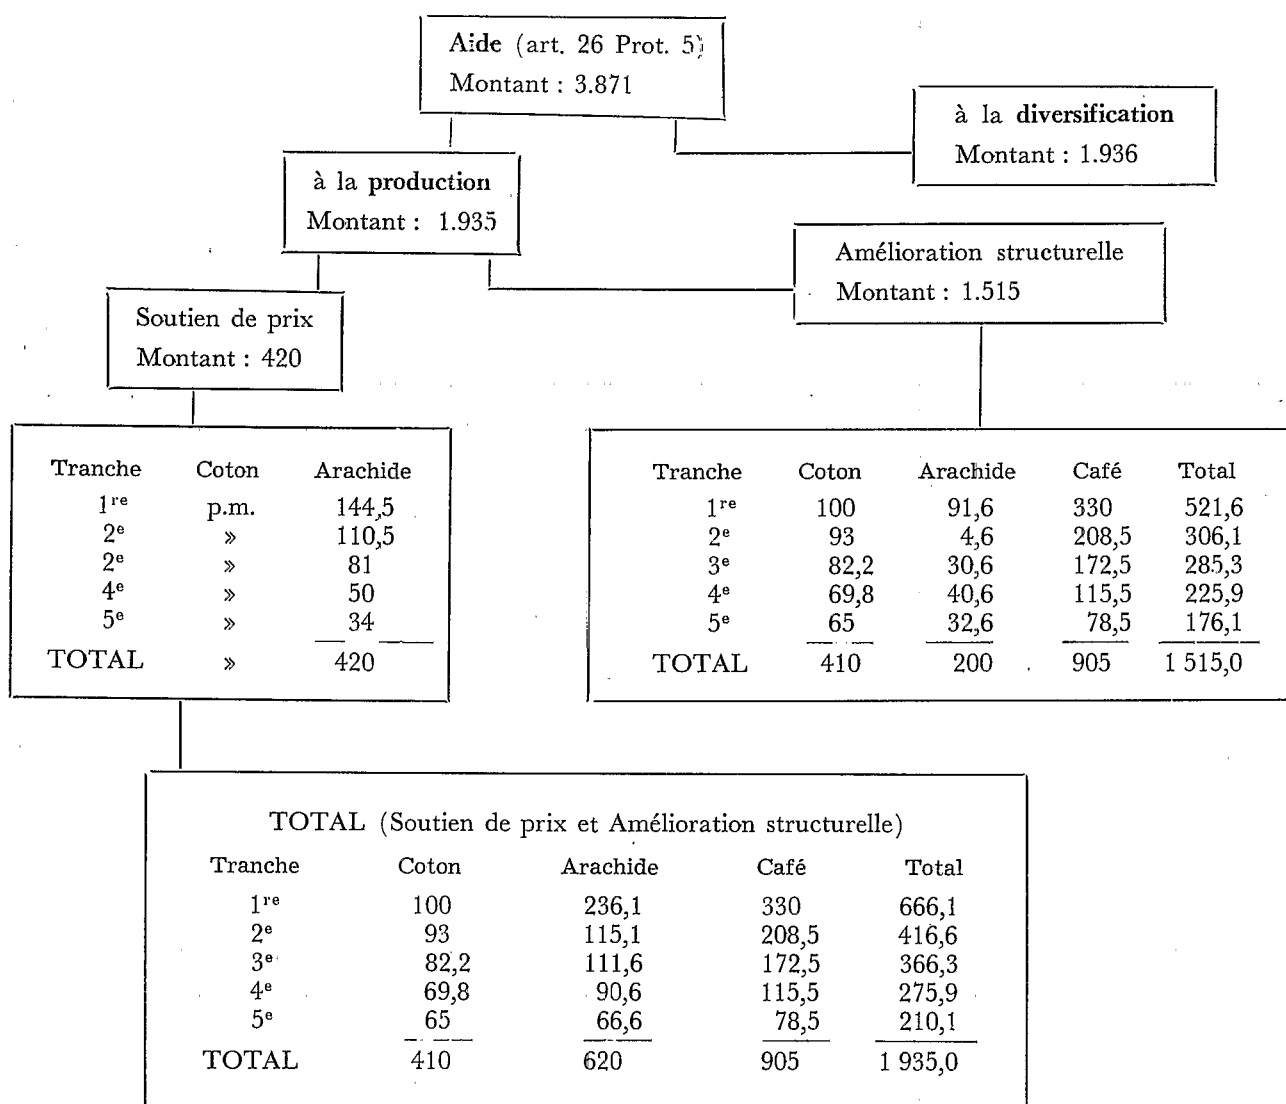 Aide (art. 26 Prot. 5)
Montant : 3.871
à la diversification
Montant : 1.936
à la production
Montant : 1.935
Amélioration structurelle
Montant : 1.515
Soutien de prix
Montant : 420
Tranche Coton Arachide
1re p.m. 144,5
2e » 110,5
2e » 81
4e » 50
5e » 34
TOTAL » 420
Tranche Coton Arachide Café Total
1re 100 91,6 330 521,6
2e 93 4,6 208,5 306,1
3e 82,2 30,6 172,5 285,3
4e 69,8 40,6 115,5 225,9
5e 65 32,6 78,5 176,1
TOTAL 410 200 905 1 515,0
TOTAL (Soutien de prix et Amélioration structurelle)
Tranche Coton Arachide Café Total
1re 100 236,1 330 666,1
2e 93 115,1 208,5 416,6
3e 82,2 111,6 172,5 366,3
4e 69,8 90,6 115,5 275,9
5e 65 66,6 78,5 210,1
TOTAL 410 620 905 1 935,0